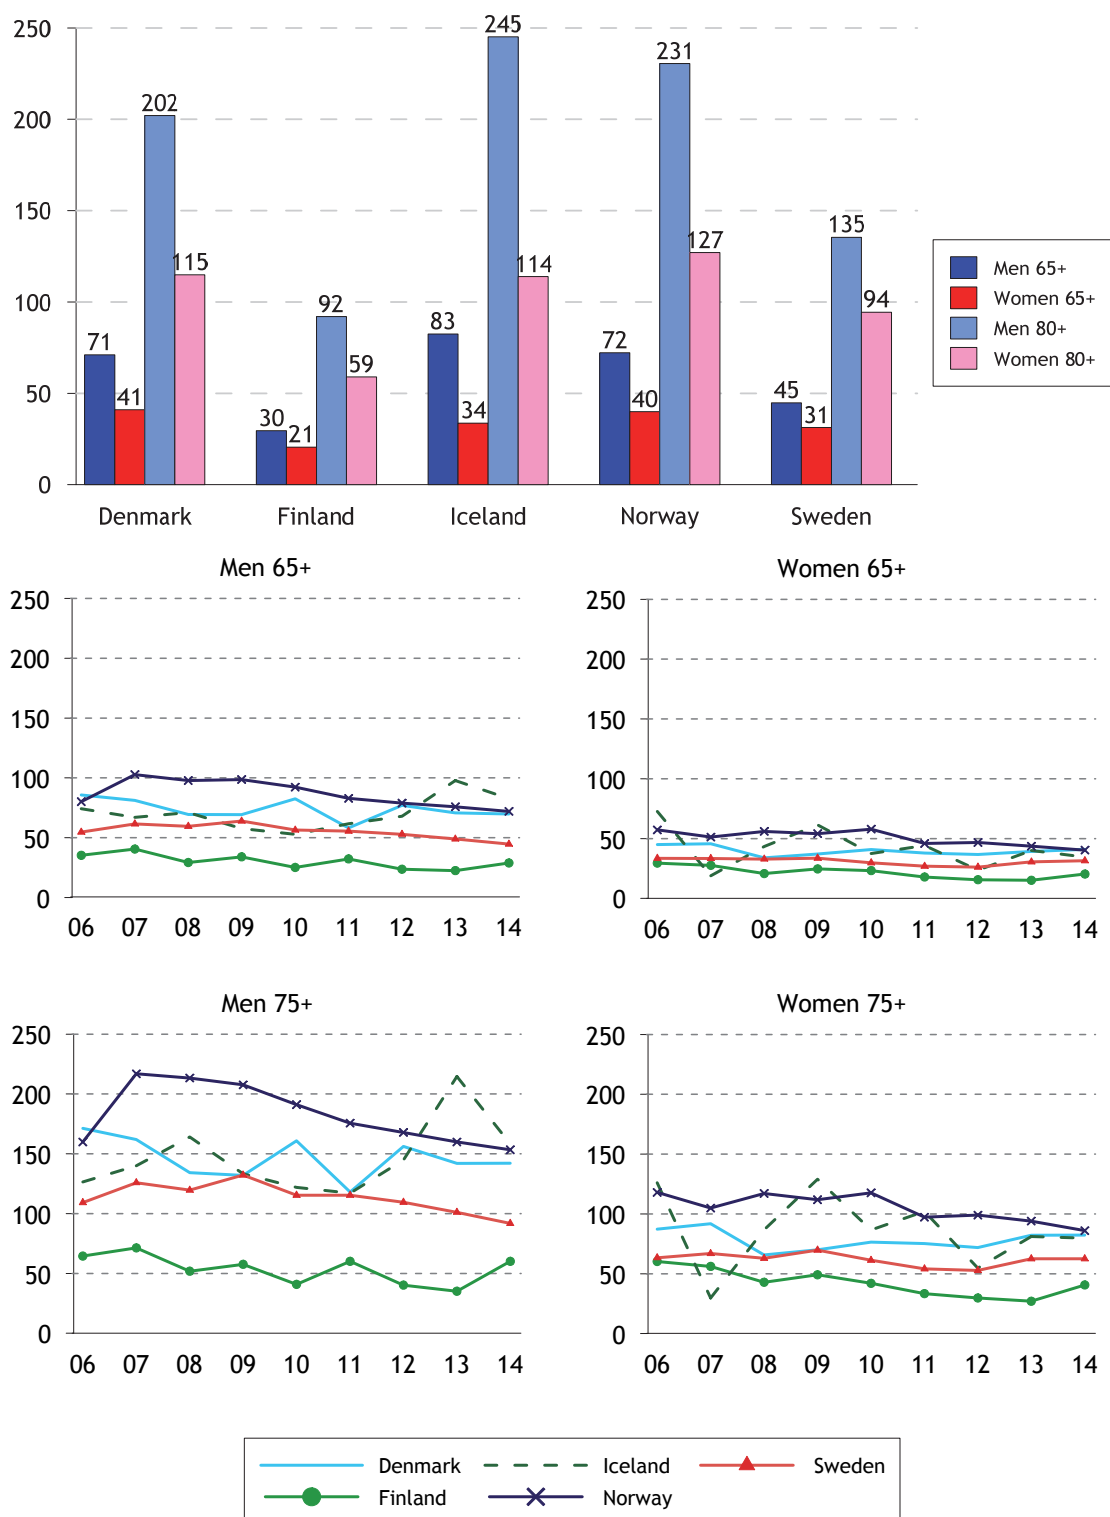 250
200
150
100
50
0
71 41 202 115
30 21 92 59
83 34 245 114
72 40 231 127
45 31 135 94
Denmark Finland Iceland Norway Sweden
Men 65+
Women 65+
Men 80+
Women 80+
Men 65+
250
200
150
100
50
0
06 07 08 09 10 11 12 13 14
Women 65+
250
200
150
100
50
0
06 07 08 09 10 11 12 13 14
Men 75+
250
200
150
100
50
0
06 07 08 09 10 11 12 13 14
Women 75+
250
200
150
100
50
0
06 07 08 09 10 11 12 13 14
Denmark Iceland Sweden
Finland Norway